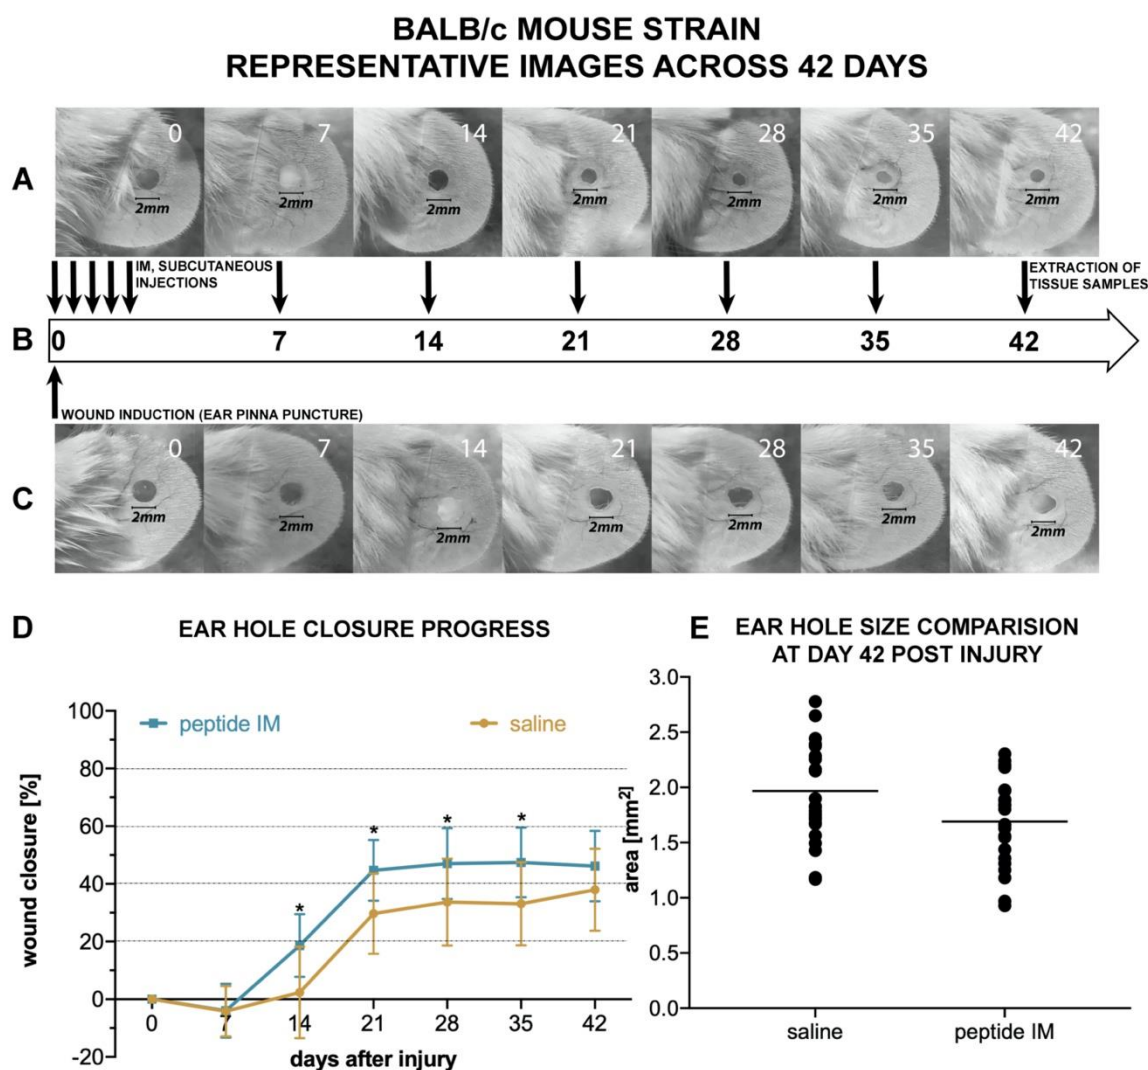 BALB/c MOUSE STRAIN
REPRESENTATIVE IMAGES ACROSS 42 DAYS
A
0
7
14
21
28
35
42
2mm
2mm
2mm
2mm
2mm
2mm
2mm
IM, SUBCUTANEOUS
INJECTIONS
EXTRACTION OF
TISSUE SAMPLES
B
0
7
14
21
28
35
42
WOUND INDUCTION (EAR PINNA PUNCTURE)
C
0
7
14
21
28
35
42
2mm
2mm
2mm
2mm
2mm
2mm
2mm
D
EAR HOLE CLOSURE PROGRESS
peptide IM
saline
wound closure [%]
100
80
60
40
20
0
-20
*
*
*
*
0
7
14
21
28
35
42
days after injury
E
EAR HOLE SIZE COMPARISION
AT DAY 42 POST INJURY
area [mm²]
3.0
2.5
2.0
1.5
1.0
0.5
0.0
saline
peptide IM